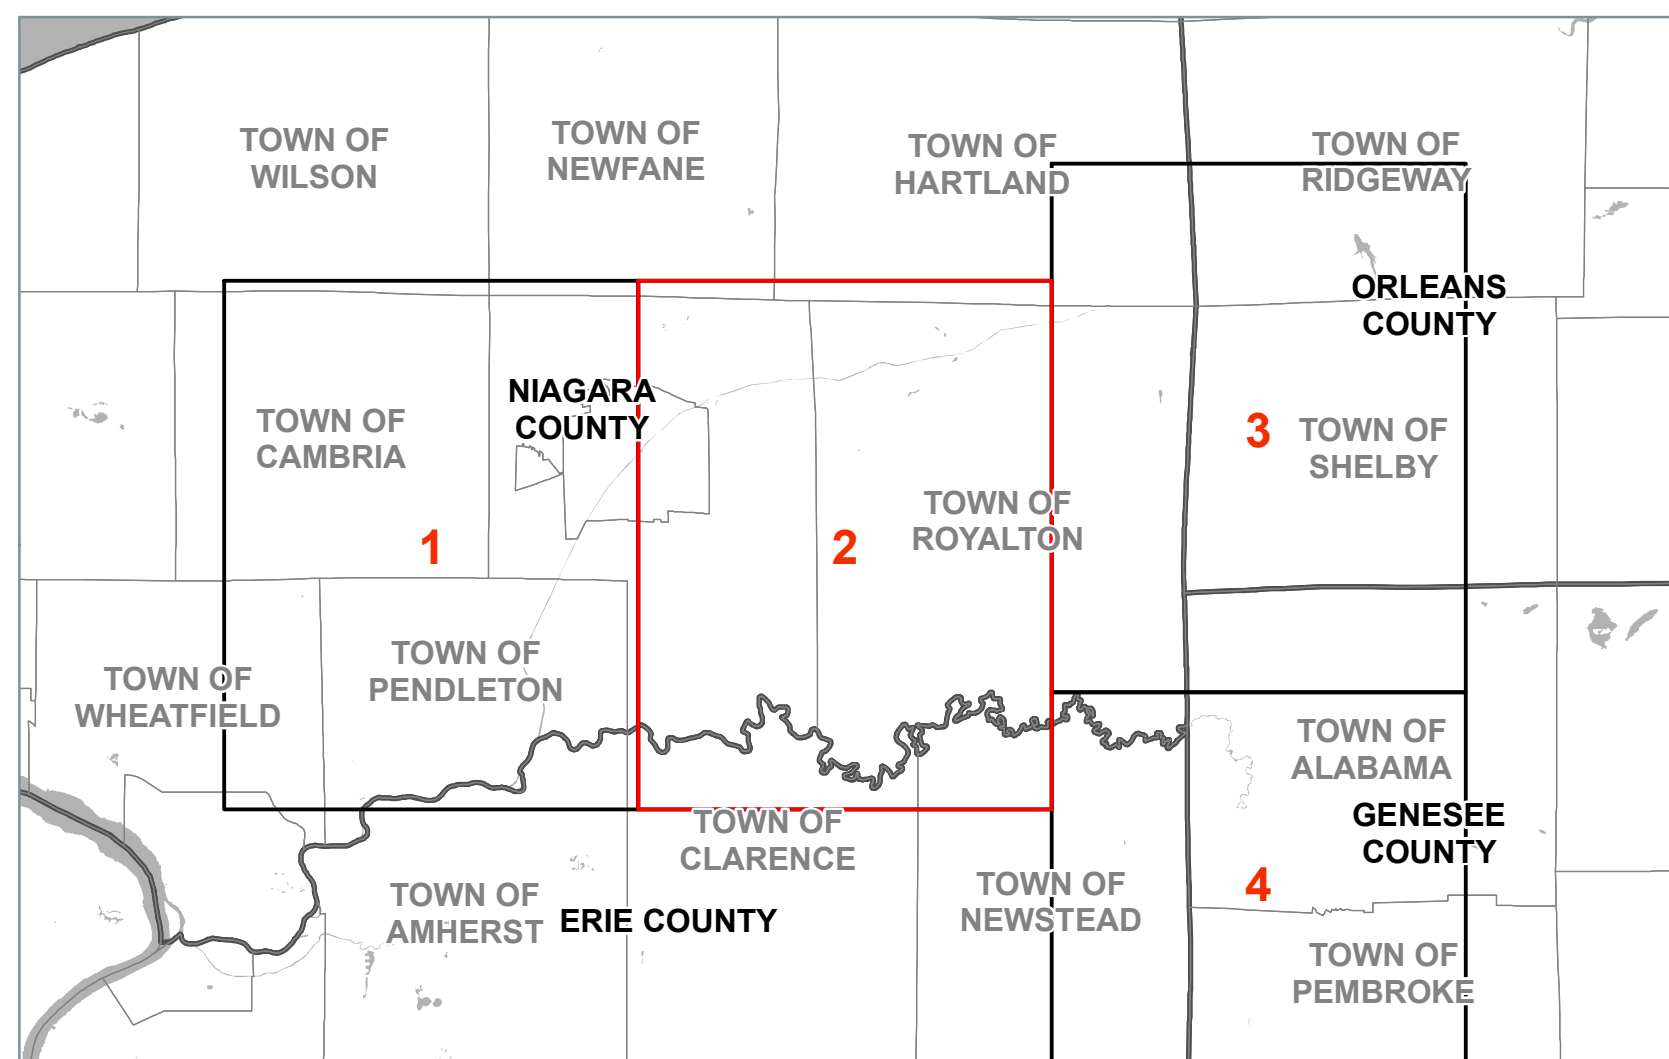 TOWN OF
WILSON
TOWN OF
NEWFANE
TOWN OF
HARTLAND
TOWN OF
RIDGEWAY
ORLEANS
COUNTY
NIAGARA
COUNTY
TOWN OF
CAMBRIA
3
TOWN OF
SHELBY
1
2
TOWN OF
ROYALTON
TOWN OF
WHEATFIELD
TOWN OF
PENDLETON
TOWN OF
ALABAMA
GENESEE
COUNTY
TOWN OF
CLARENCE
4
TOWN OF
AMHERST
ERIE COUNTY
TOWN OF
NEWSTEAD
TOWN OF
PEMBROKE